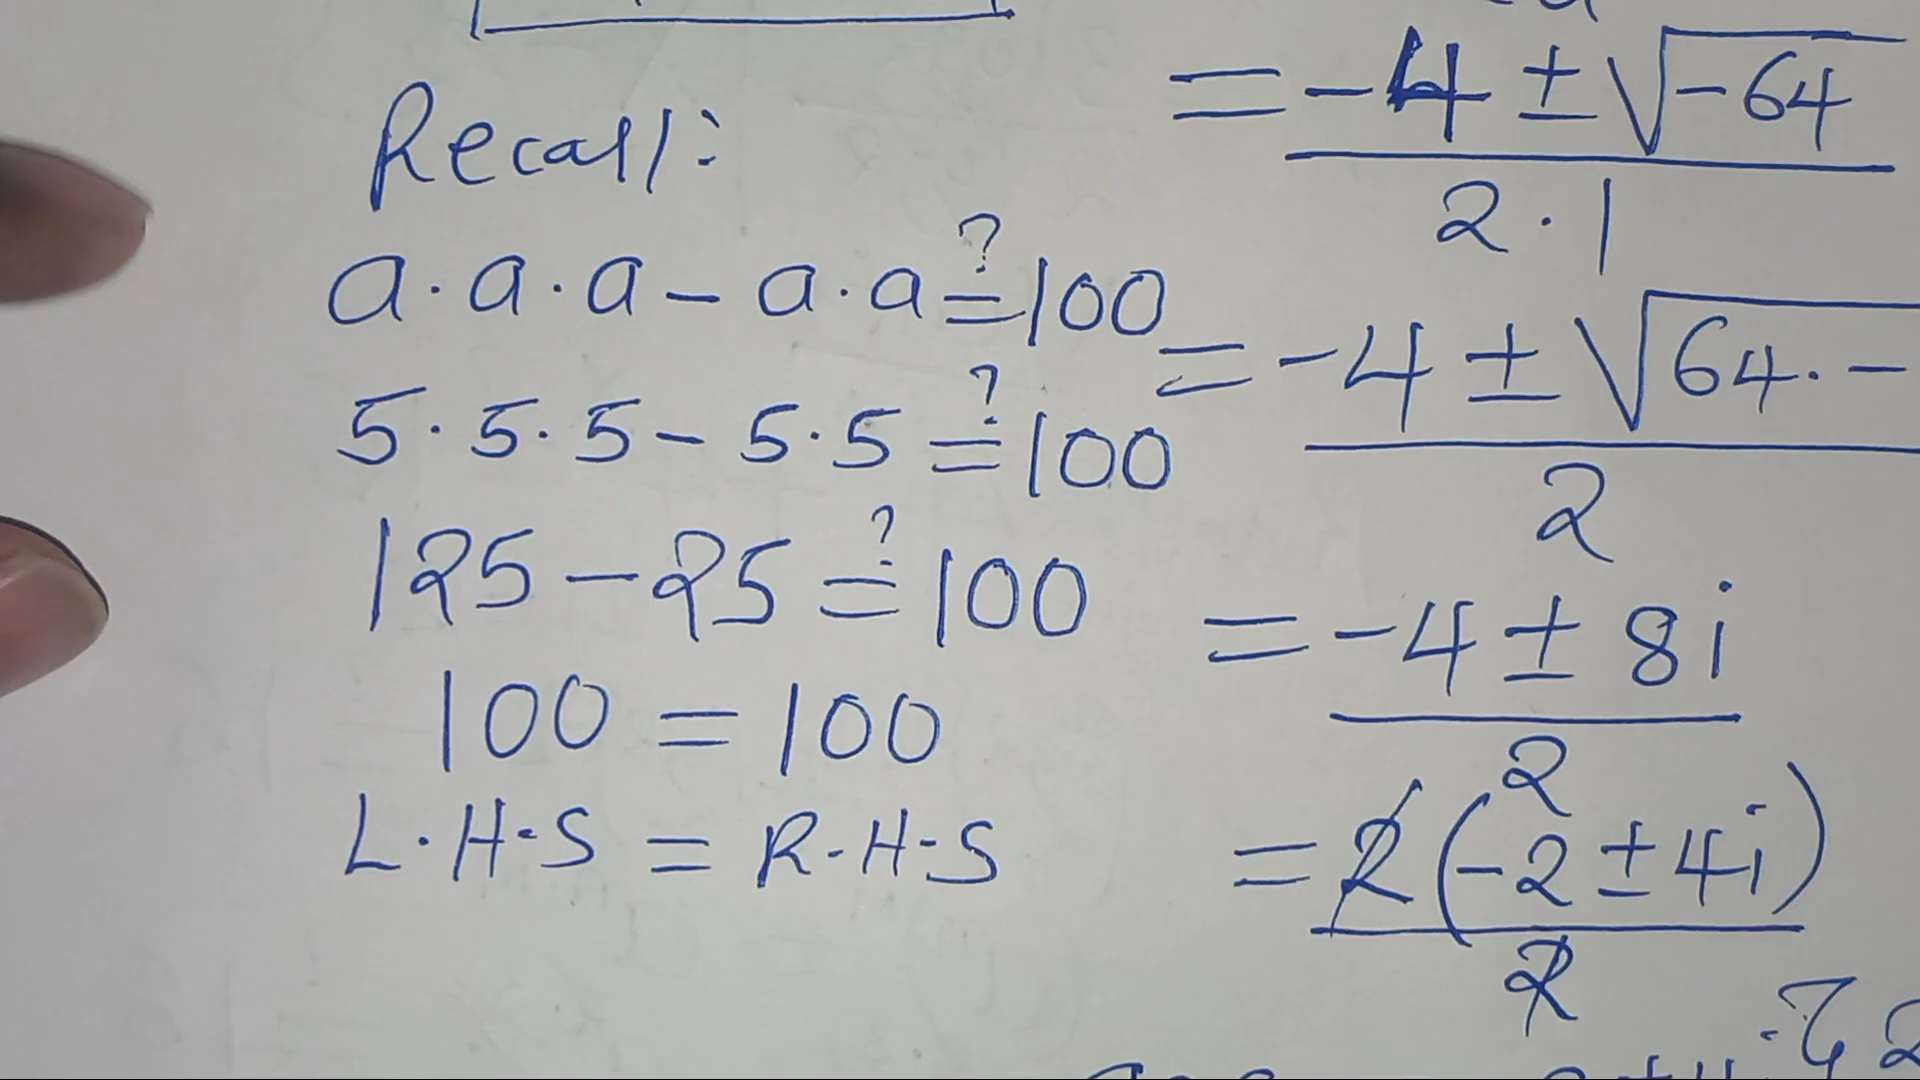 Recall:
a·a·a - a·a ≟ 100
5·5·5 - 5·5 ≟ 100
125 - 25 ≟ 100
100 = 100
L·H·S = R·H·S
= -4 ± √-64
2·1
= -4 ± √64·-
2
= -4 ± 8i
2
= 2(-2 ± 4i)
2